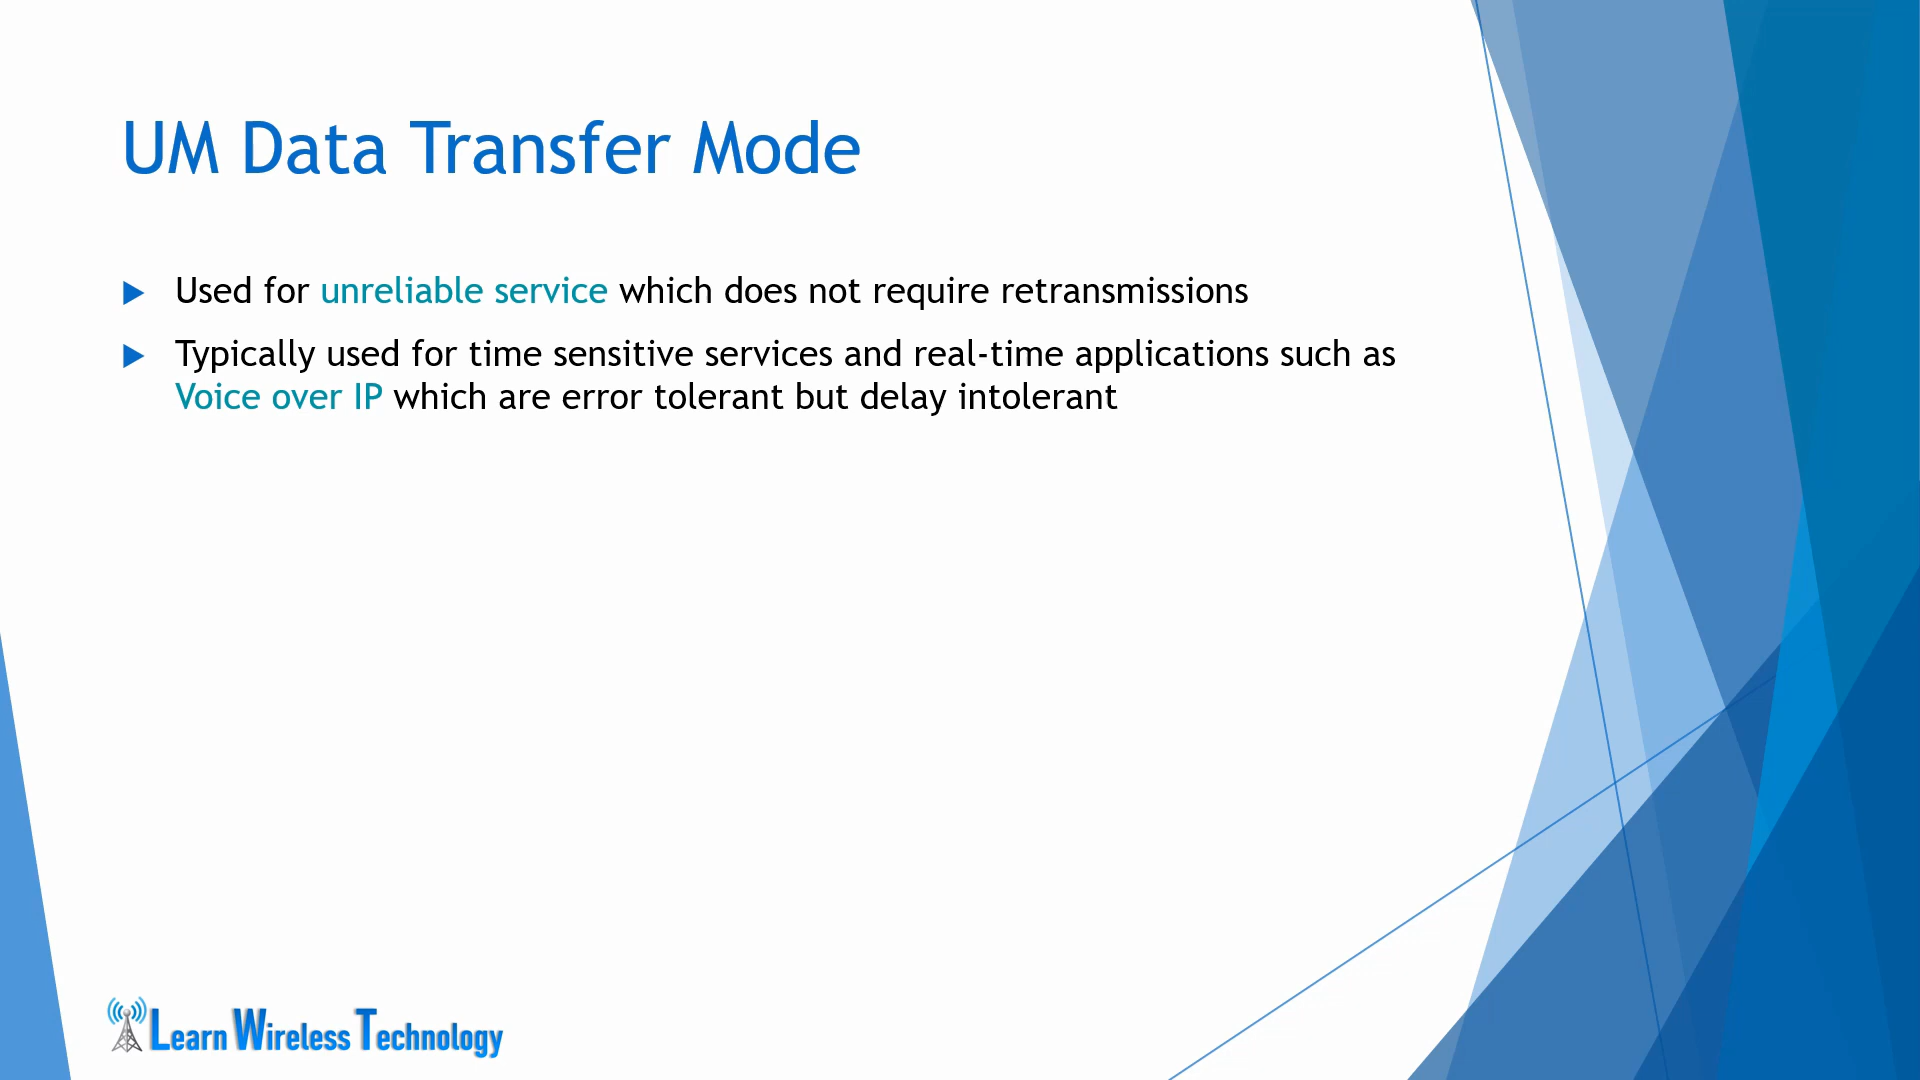 UM Data Transfer Mode
Used for unreliable service which does not require retransmissions
Typically used for time sensitive services and real-time applications such as
Voice over IP which are error tolerant but delay intolerant
Learn Wireless Technology